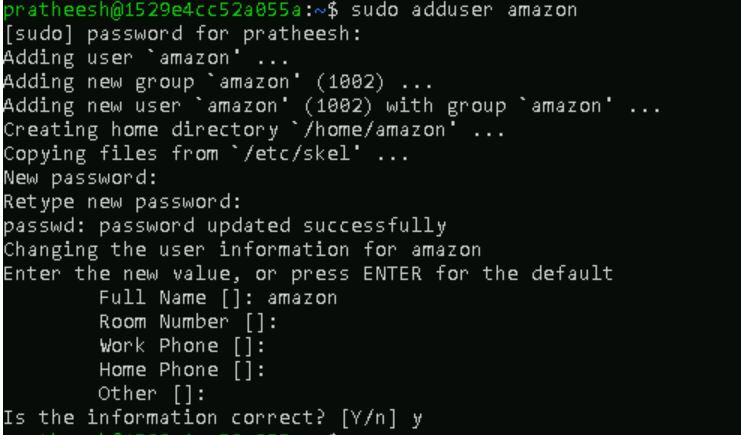 pratheesh@1529e4cc52a055a:~$ sudo adduser amazon
[sudo] password for pratheesh:
Adding user `amazon' ...
Adding new group `amazon' (1002) ...
Adding new user `amazon' (1002) with group `amazon' ...
Creating home directory `/home/amazon' ...
Copying files from `/etc/skel' ...
New password:
Retype new password:
passwd: password updated successfully
Changing the user information for amazon
Enter the new value, or press ENTER for the default
Full Name []: amazon
Room Number []:
Work Phone []:
Home Phone []:
Other []:
Is the information correct? [Y/n] y